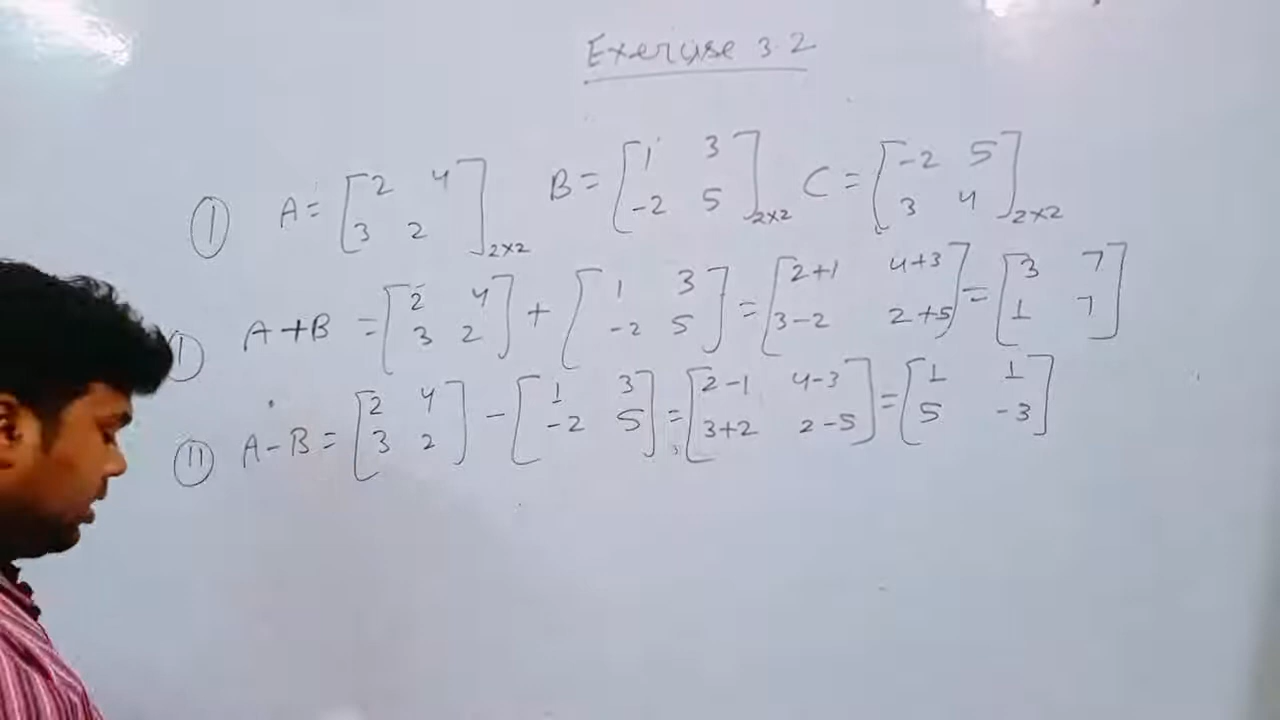 Exercise 3.2
① A = [2 4 3 2]2×2 B = [1 3 -2 5]2×2 C = [-2 5 3 4]2×2
Ⓘ A+B = [2 4 3 2] + [1 3 -2 5] = [2+1 4+3 3-2 2+5] = [3 7 1 7]
⑪ A-B = [2 4 3 2] - [1 3 -2 5] = [2-1 4-3 3+2 2-5] = [1 1 5 -3]